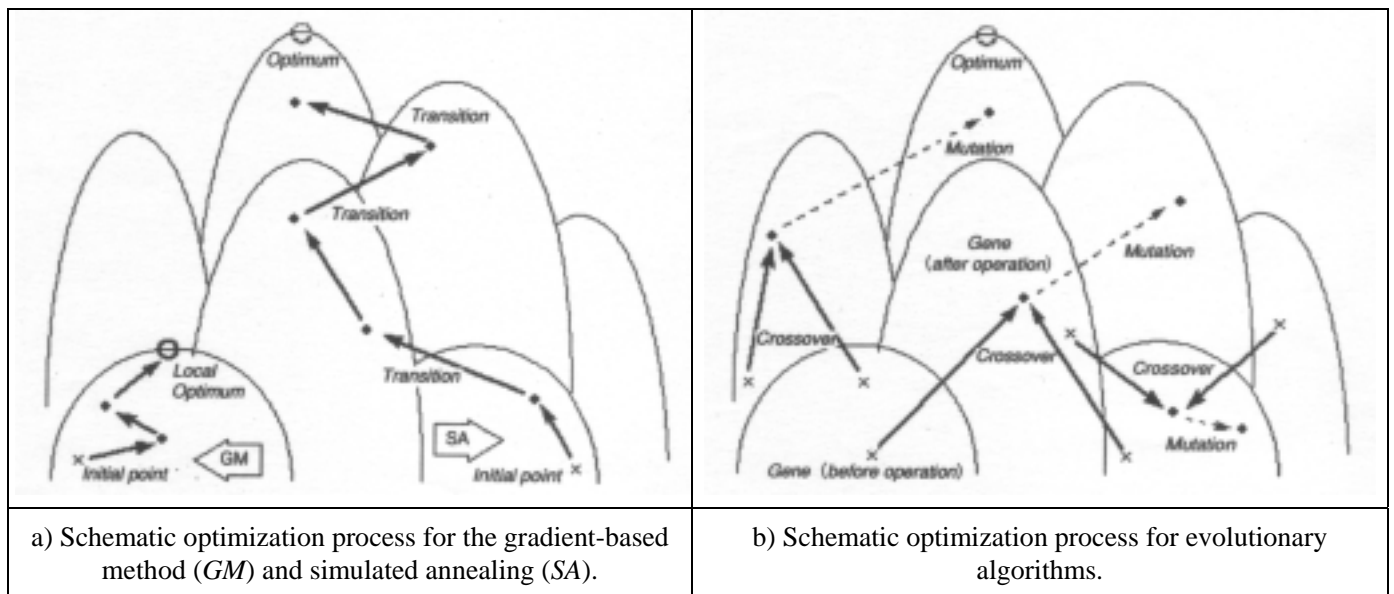 Optimum
Transition
Transition
Local
Optimum
Transition
SA
GM
Initial point
Initial point
Optimum
Mutation
Gene
(after operation)
Mutation
Crossover
Crossover
Crossover
Mutation
Gene (before operation)
a) Schematic optimization process for the gradient-based
method (GM) and simulated annealing (SA).
b) Schematic optimization process for evolutionary
algorithms.